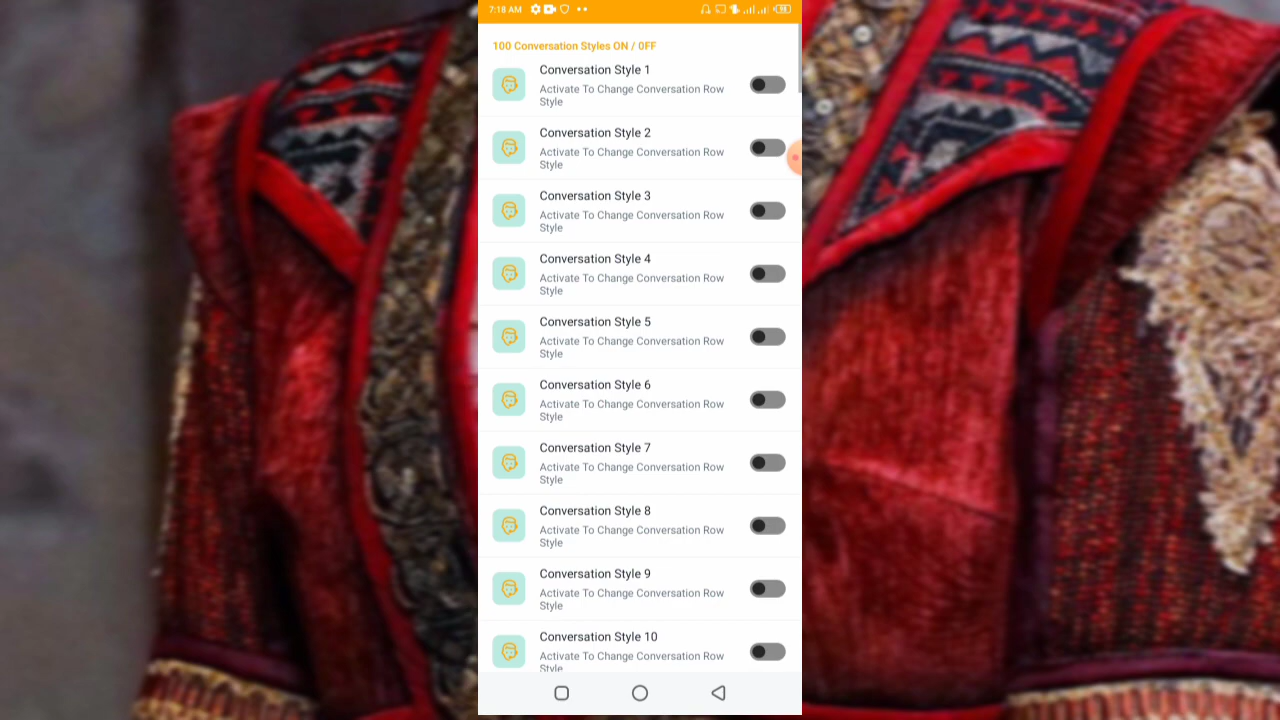 7:18 AM
100 Conversation Styles ON / 0FF
Conversation Style 1
Activate To Change Conversation Row
Style
Conversation Style 2
Activate To Change Conversation Row
Style
Conversation Style 3
Activate To Change Conversation Row
Style
Conversation Style 4
Activate To Change Conversation Row
Style
Conversation Style 5
Activate To Change Conversation Row
Style
Conversation Style 6
Activate To Change Conversation Row
Style
Conversation Style 7
Activate To Change Conversation Row
Style
Conversation Style 8
Activate To Change Conversation Row
Style
Conversation Style 9
Activate To Change Conversation Row
Style
Conversation Style 10
Activate To Change Conversation Row
Style